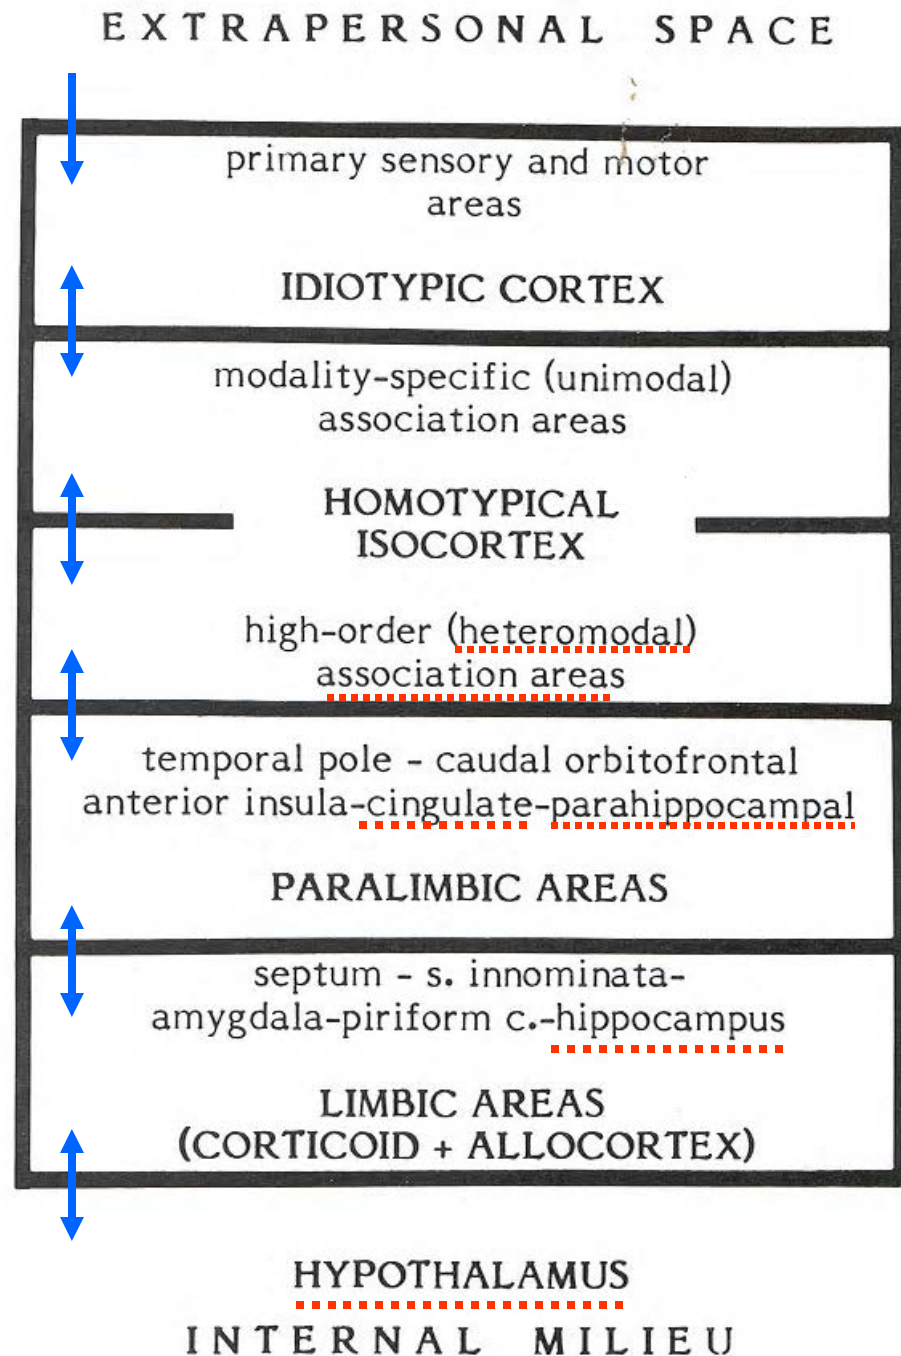 EXTRAPERSONAL SPACE
primary sensory and motor
areas
IDIOTYPIC CORTEX
modality-specific (unimodal)
association areas
HOMOTYPICAL
ISOCORTEX
high-order (heteromodal)
association areas
temporal pole - caudal orbitofrontal
anterior insula-cingulate-parahippocampal
PARALIMBIC AREAS
septum - s. innominata-
amygdala-piriform c.-hippocampus
LIMBIC AREAS
(CORTICOID + ALLOCORTEX)
HYPOTHALAMUS
INTERNAL MILIEU